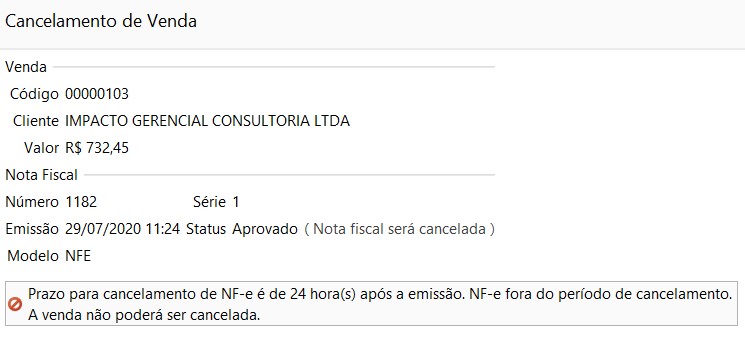 Cancelamento de Venda
Venda
Código 00000103
Cliente IMPACTO GERENCIAL CONSULTORIA LTDA
Valor R$ 732,45
Nota Fiscal
Número 1182 Série 1
Emissão 29/07/2020 11:24 Status Aprovado ( Nota fiscal será cancelada )
Modelo NFE
Prazo para cancelamento de NF-e é de 24 hora(s) após a emissão. NF-e fora do período de cancelamento.
A venda não poderá ser cancelada.